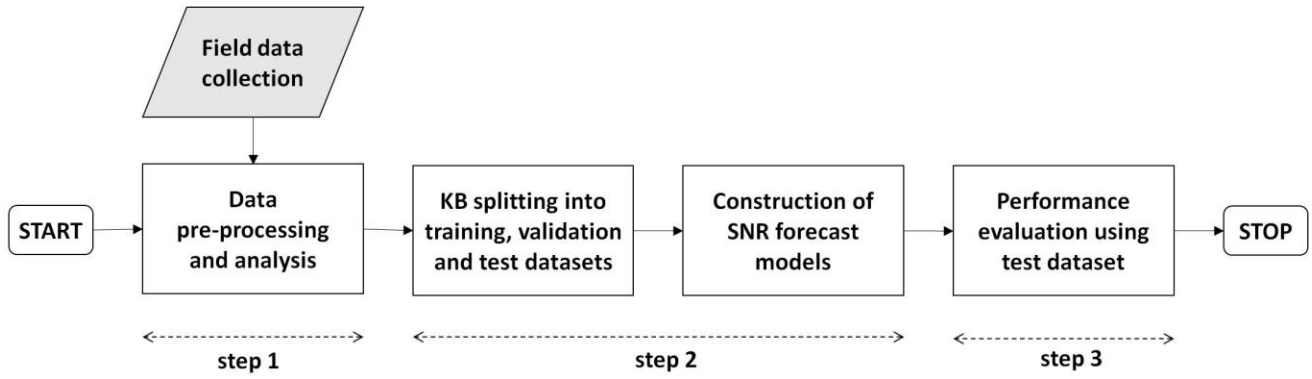 Field data
collection
START
Data
pre-processing
and analysis
KB splitting into
training, validation
and test datasets
Construction of
SNR forecast
models
Performance
evaluation using
test dataset
STOP
step 1
step 2
step 3